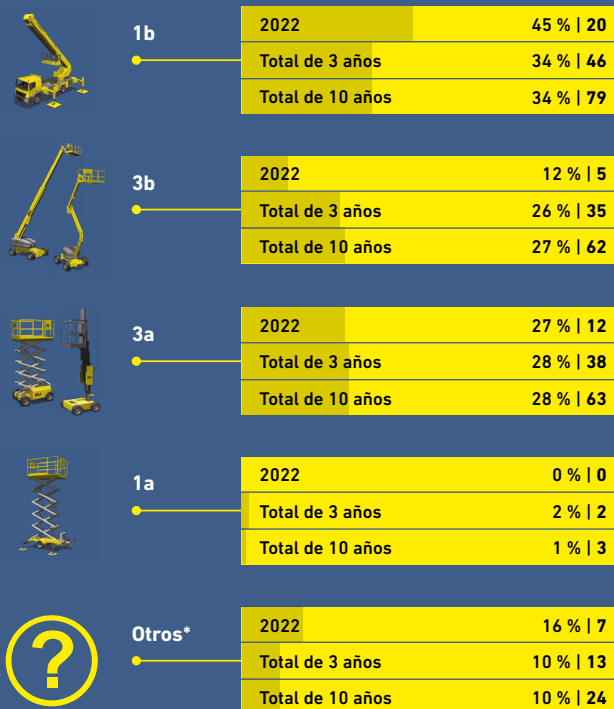 1b
2022 45 % | 20
Total de 3 años 34 % | 46
Total de 10 años 34 % | 79
3b
2022 12 % | 5
Total de 3 años 26 % | 35
Total de 10 años 27 % | 62
3a
2022 27 % | 12
Total de 3 años 28 % | 38
Total de 10 años 28 % | 63
1a
2022 0 % | 0
Total de 3 años 2 % | 2
Total de 10 años 1 % | 3
?
Otros*
2022 16 % | 7
Total de 3 años 10 % | 13
Total de 10 años 10 % | 24